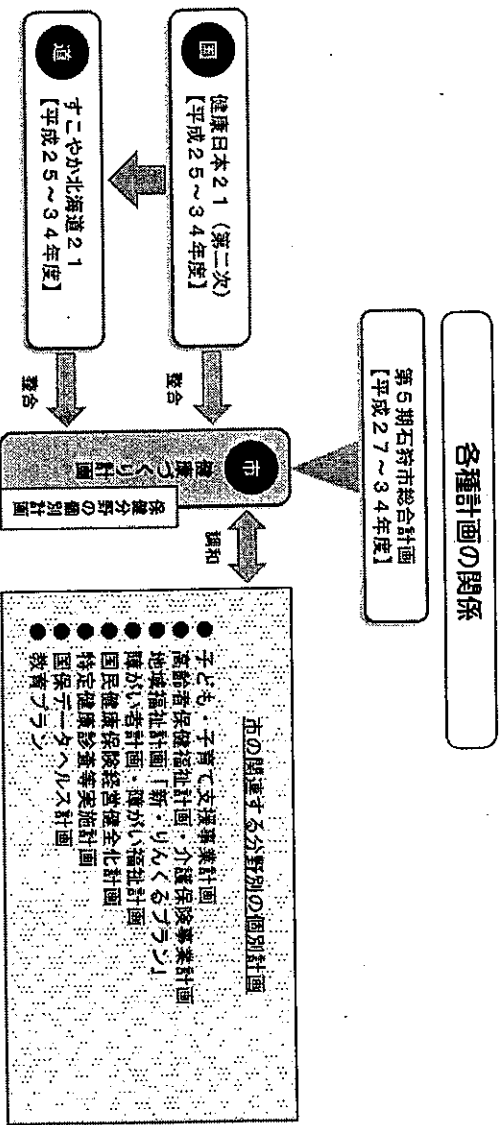 各種計画の関係
第5期石狩市総合計画
【平成27~34年度】
国
健康日本21(第二次)
【平成25~34年度】
整合
道
すこやか北海道21
【平成25~34年度】
整合
市
健康づくり計画
保健分野の個別計画
調和
市の関連する分野別の個別計画
● 子ども・子育て支援事業計画
● 高齢者保健福祉計画・介護保険事業計画
● 地域福祉計画「新・りんくるプラン」
● 障がい者計画・障がい福祉計画
● 国民健康保険経営健全化計画
● 特定健康診査等実施計画
● 国保データヘルス計画
● 教育プラン